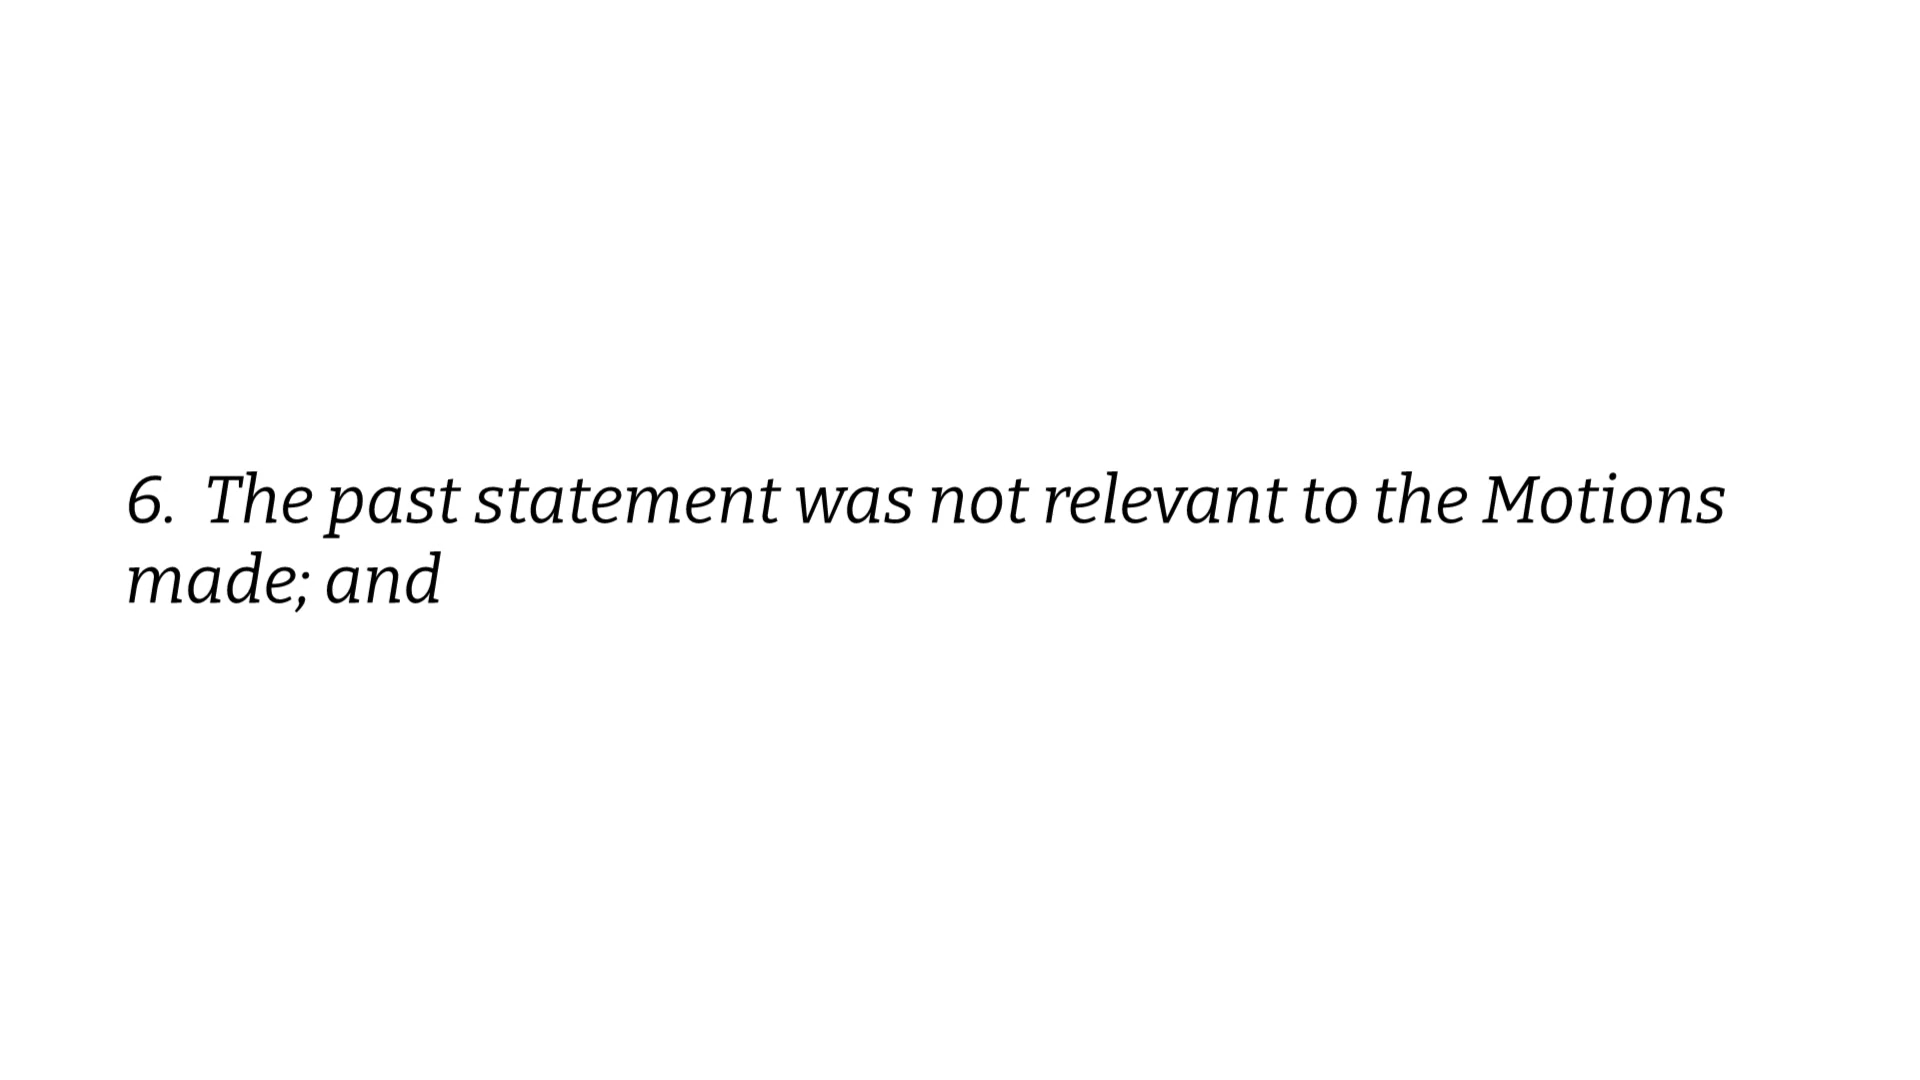 6.  The past statement was not relevant to the Motions
made; and